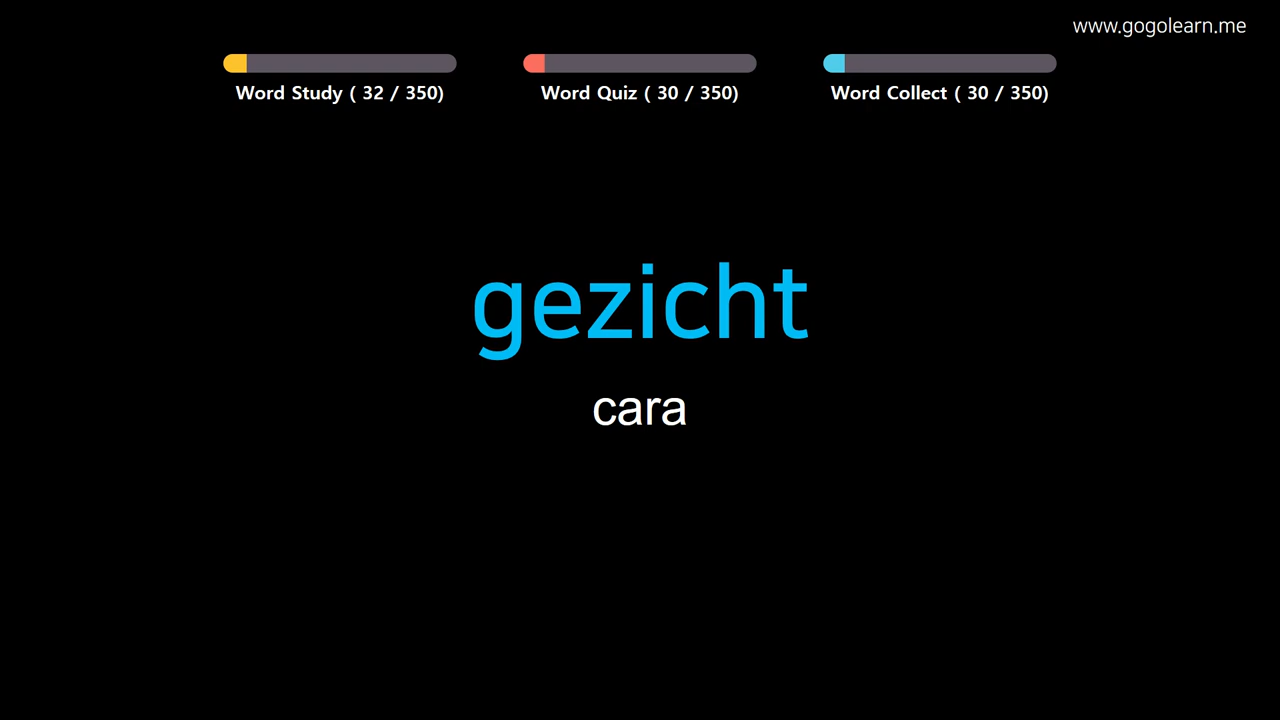 www.gogolearn.me
Word Study ( 32 / 350)
Word Quiz ( 30 / 350)
Word Collect ( 30 / 350)
gezicht
cara